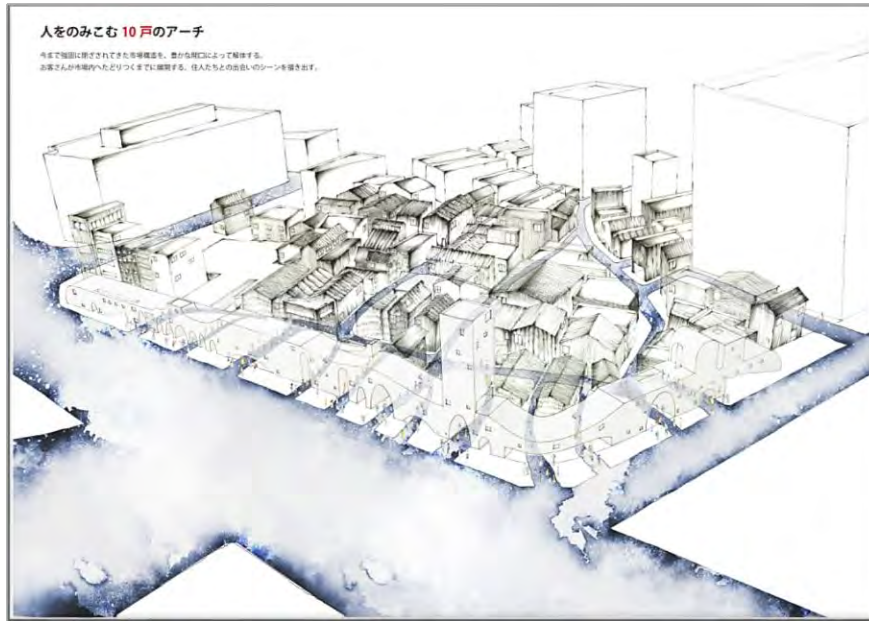 人をのみこむ 10 戸のアーチ
今まで強固に閉ざされてきた市場構造を、豊かな間口によって解体する。
お客さんが市場内へたどりつくまでに展開する、住人たちとの出会いのシーンを描き出す。